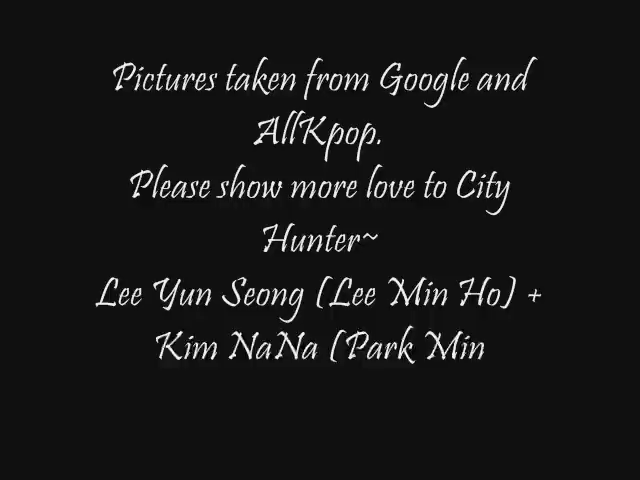 Pictures taken from Google and
AllKpop.
Please show more love to City
Hunter~
Lee Yun Seong (Lee Min Ho) +
Kim NaNa (Park Min